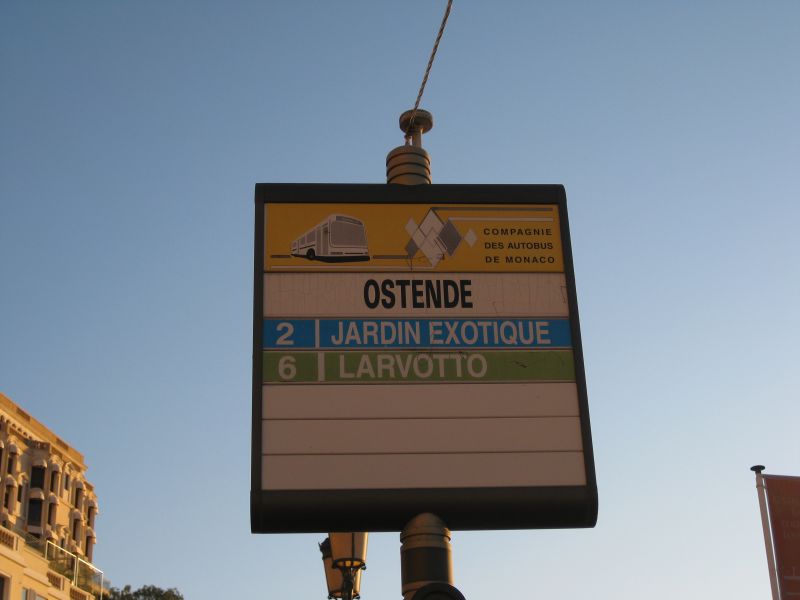 COMPAGNIE
DES AUTOBUS
DE MONACO
OSTENDE
2 JARDIN EXOTIQUE
6 LARVOTTO